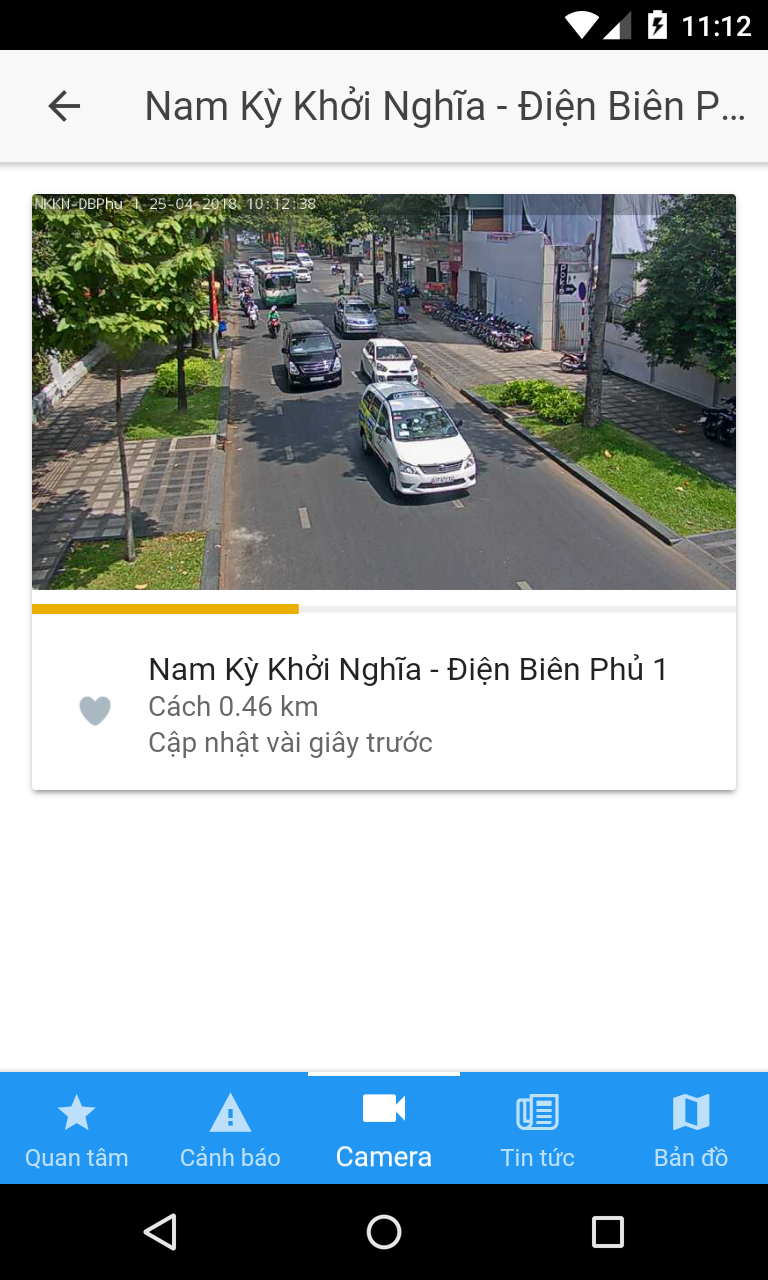 11:12
Nam Kỳ Khởi Nghĩa - Điện Biên P...
NKKN-DBPhu 1 25-04-2018 10:12:38
Nam Kỳ Khởi Nghĩa - Điện Biên Phủ 1
Cách 0.46 km
Cập nhật vài giây trước
Quan tâm
Cảnh báo
Camera
Tin tức
Bản đồ